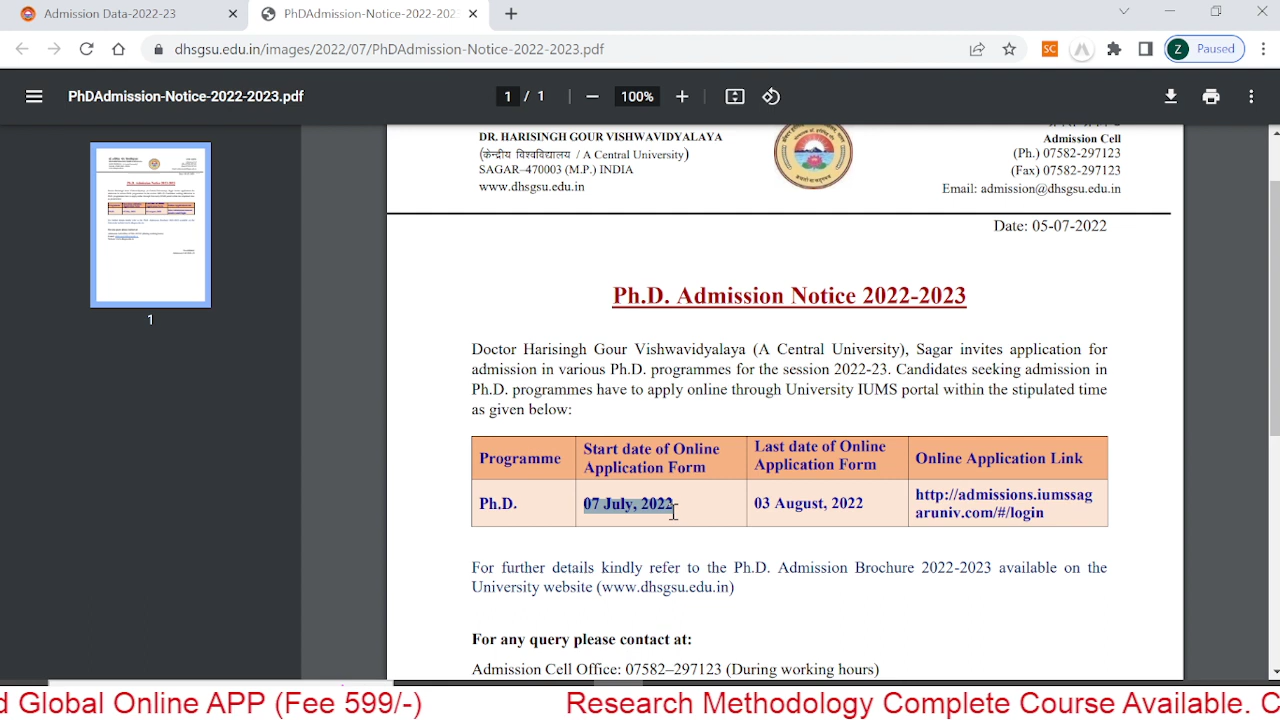 Admission Data-2022-23
PhDAdmission-Notice-2022-202
dhsgsu.edu.in/images/2022/07/PhDAdmission-Notice-2022-2023.pdf
SC
Z Paused
PhDAdmission-Notice-2022-2023.pdf
1 / 1
100%
1
DR. HARISINGH GOUR VISHWAVIDYALAYA
(केन्द्रीय विश्वविद्यालय / A Central University)
SAGAR–470003 (M.P.) INDIA
www.dhsgsu.edu.in
Admission Cell
(Ph.) 07582-297123
(Fax) 07582-297123
Email: admission@dhsgsu.edu.in
Date: 05-07-2022
Ph.D. Admission Notice 2022-2023
Doctor Harisingh Gour Vishwavidyalaya (A Central University), Sagar invites application for
admission in various Ph.D. programmes for the session 2022-23. Candidates seeking admission in
Ph.D. programmes have to apply online through University IUMS portal within the stipulated time
as given below:
Programme
Start date of Online
Application Form
Last date of Online
Application Form
Online Application Link
Ph.D.
07 July, 2022
03 August, 2022
http://admissions.iumssag
aruniv.com/#/login
For further details kindly refer to the Ph.D. Admission Brochure 2022-2023 available on the
University website (www.dhsgsu.edu.in)
For any query please contact at:
Admission Cell Office: 07582–297123 (During working hours)
d Global Online APP (Fee 599/-) Research Methodology Complete Course Available. C